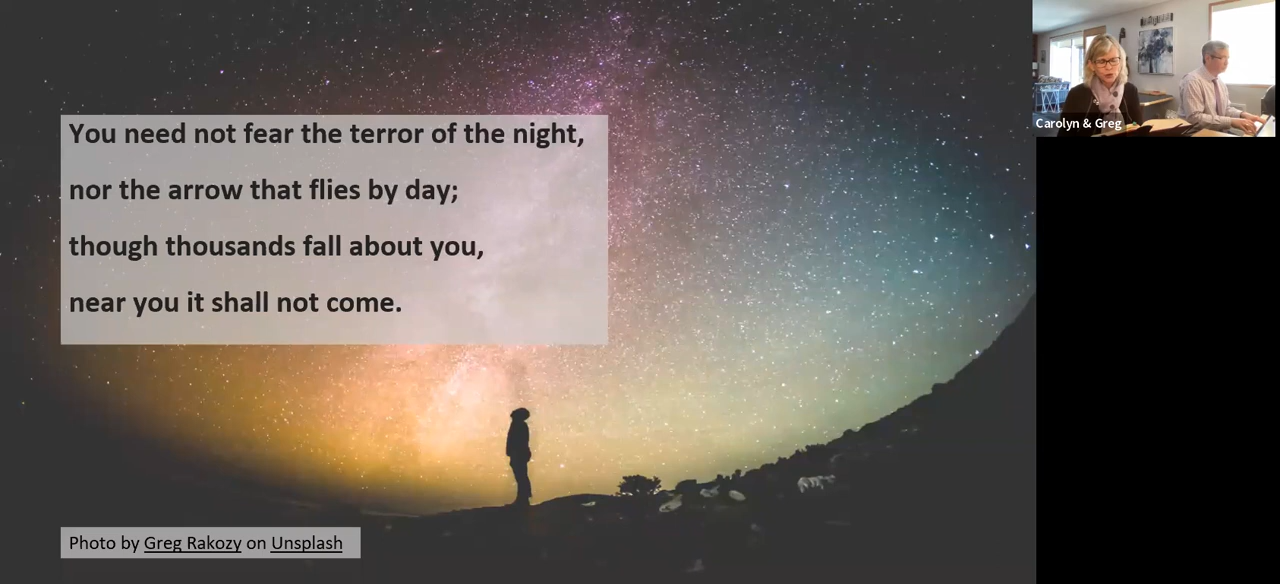 You need not fear the terror of the night,
nor the arrow that flies by day;
though thousands fall about you,
near you it shall not come.
Photo by Greg Rakozy on Unsplash
Carolyn & Greg